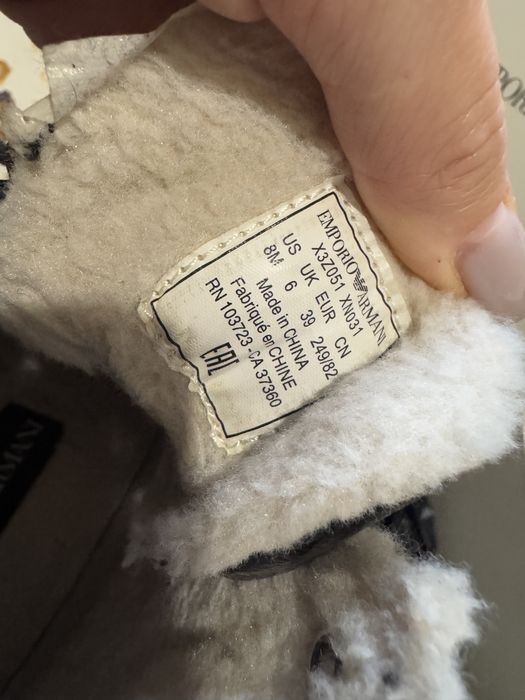 EMPORIO ARMANI
X3Z051 XN031
US UK EUR CN
8M 6 39 249/82
Made in CHINA
Fabriqué en CHINE
RN 103723 - CA 37360
EAC
ARMANI